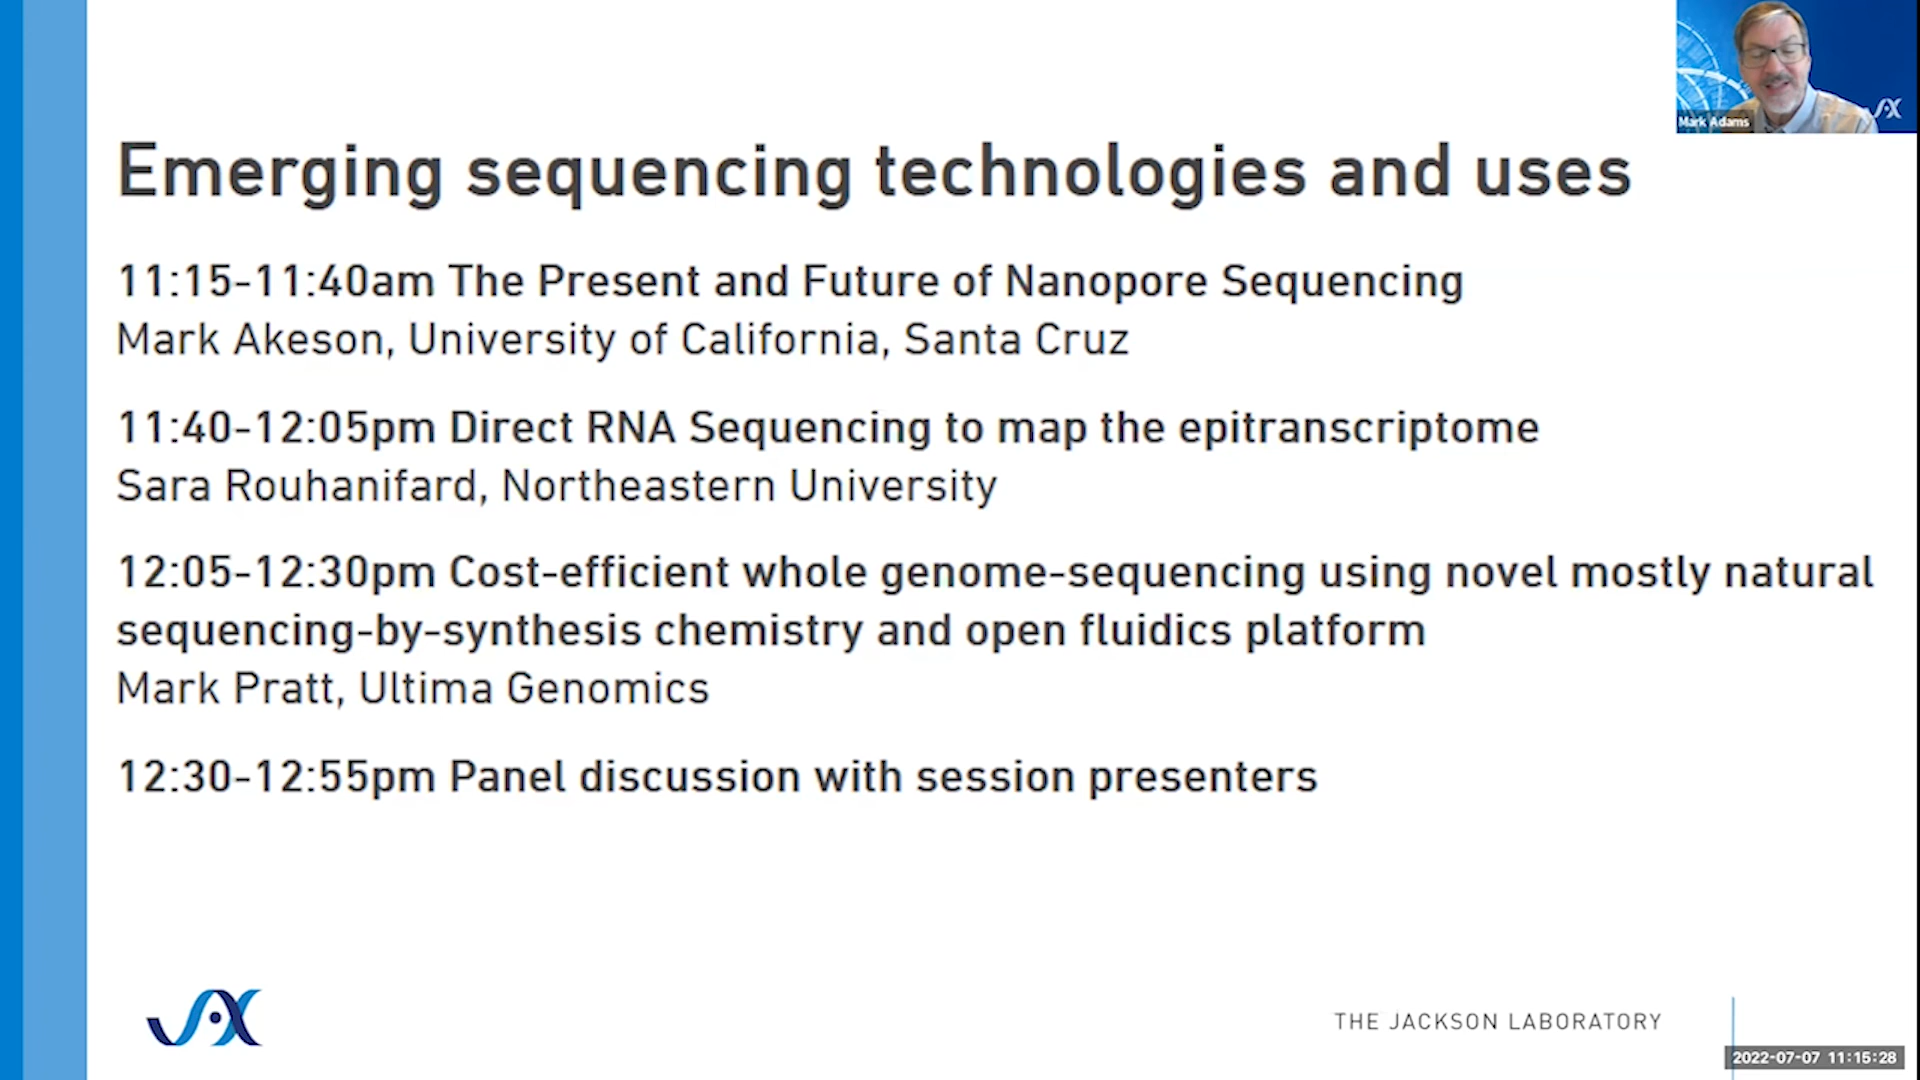 Mark Adams
JAX
Emerging sequencing technologies and uses
11:15-11:40am The Present and Future of Nanopore Sequencing
Mark Akeson, University of California, Santa Cruz
11:40-12:05pm Direct RNA Sequencing to map the epitranscriptome
Sara Rouhanifard, Northeastern University
12:05-12:30pm Cost-efficient whole genome-sequencing using novel mostly natural
sequencing-by-synthesis chemistry and open fluidics platform
Mark Pratt, Ultima Genomics
12:30-12:55pm Panel discussion with session presenters
JAX
THE JACKSON LABORATORY
2022-07-07 11:15:28